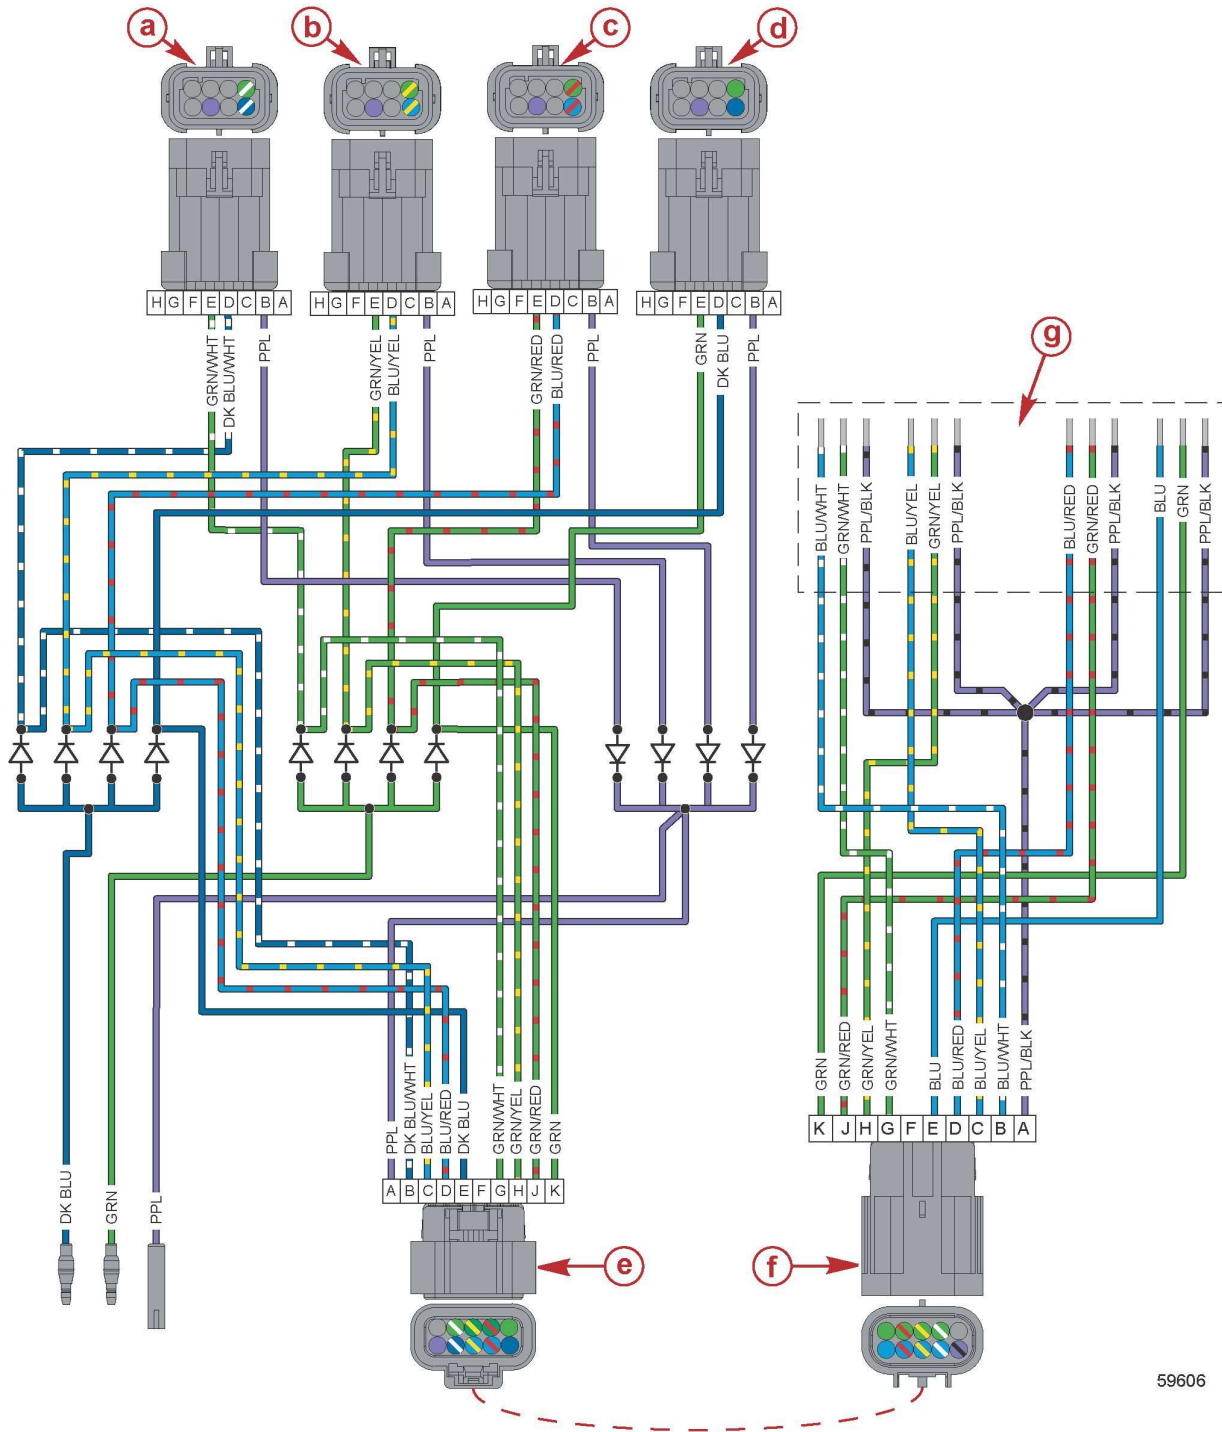 a b c d
H G F E D C B A
H G F E D C B A
H G F E D C B A
H G F E D C B A
GRN/WHT
DK BLU/WHT
PPL
GRN/YEL
BLU/YEL
PPL
GRN/RED
BLU/RED
PPL
GRN
DK BLU
PPL
g
BLU/WHT
GRN/WHT
PPL/BLK
BLU/YEL
GRN/YEL
PPL/BLK
BLU/RED
GRN/RED
PPL/BLK
BLU
GRN
PPL/BLK
DK BLU
GRN
PPL
PPL
DK BLU/WHT
BLU/YEL
BLU/RED
DK BLU
GRN/WHT
GRN/YEL
GRN/RED
GRN
A B C D E F G H J K
e
GRN
GRN/RED
GRN/YEL
GRN/WHT
BLU
BLU/RED
BLU/YEL
BLU/WHT
PPL/BLK
K J H G F E D C B A
f
59606